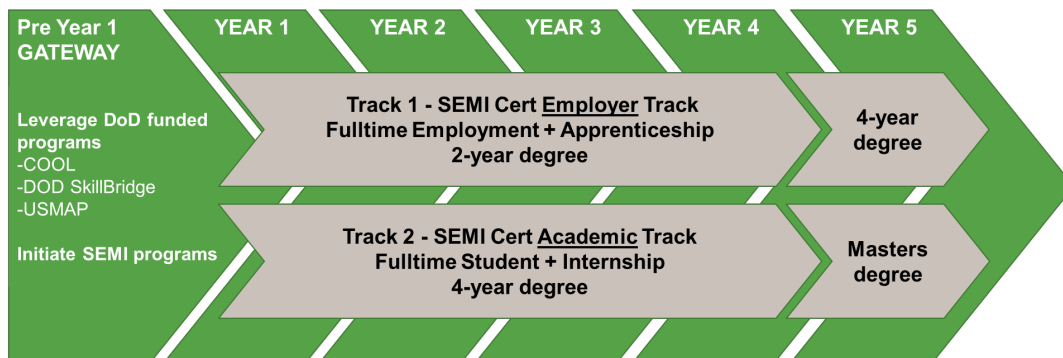 Pre Year 1
GATEWAY
YEAR 1
YEAR 2
YEAR 3
YEAR 4
YEAR 5
Leverage DoD funded
programs
-COOL
-DOD SkillBridge
-USMAP
Initiate SEMI programs
Track 1 - SEMI Cert Employer Track
Fulltime Employment + Apprenticeship
2-year degree
4-year
degree
Track 2 - SEMI Cert Academic Track
Fulltime Student + Internship
4-year degree
Masters
degree